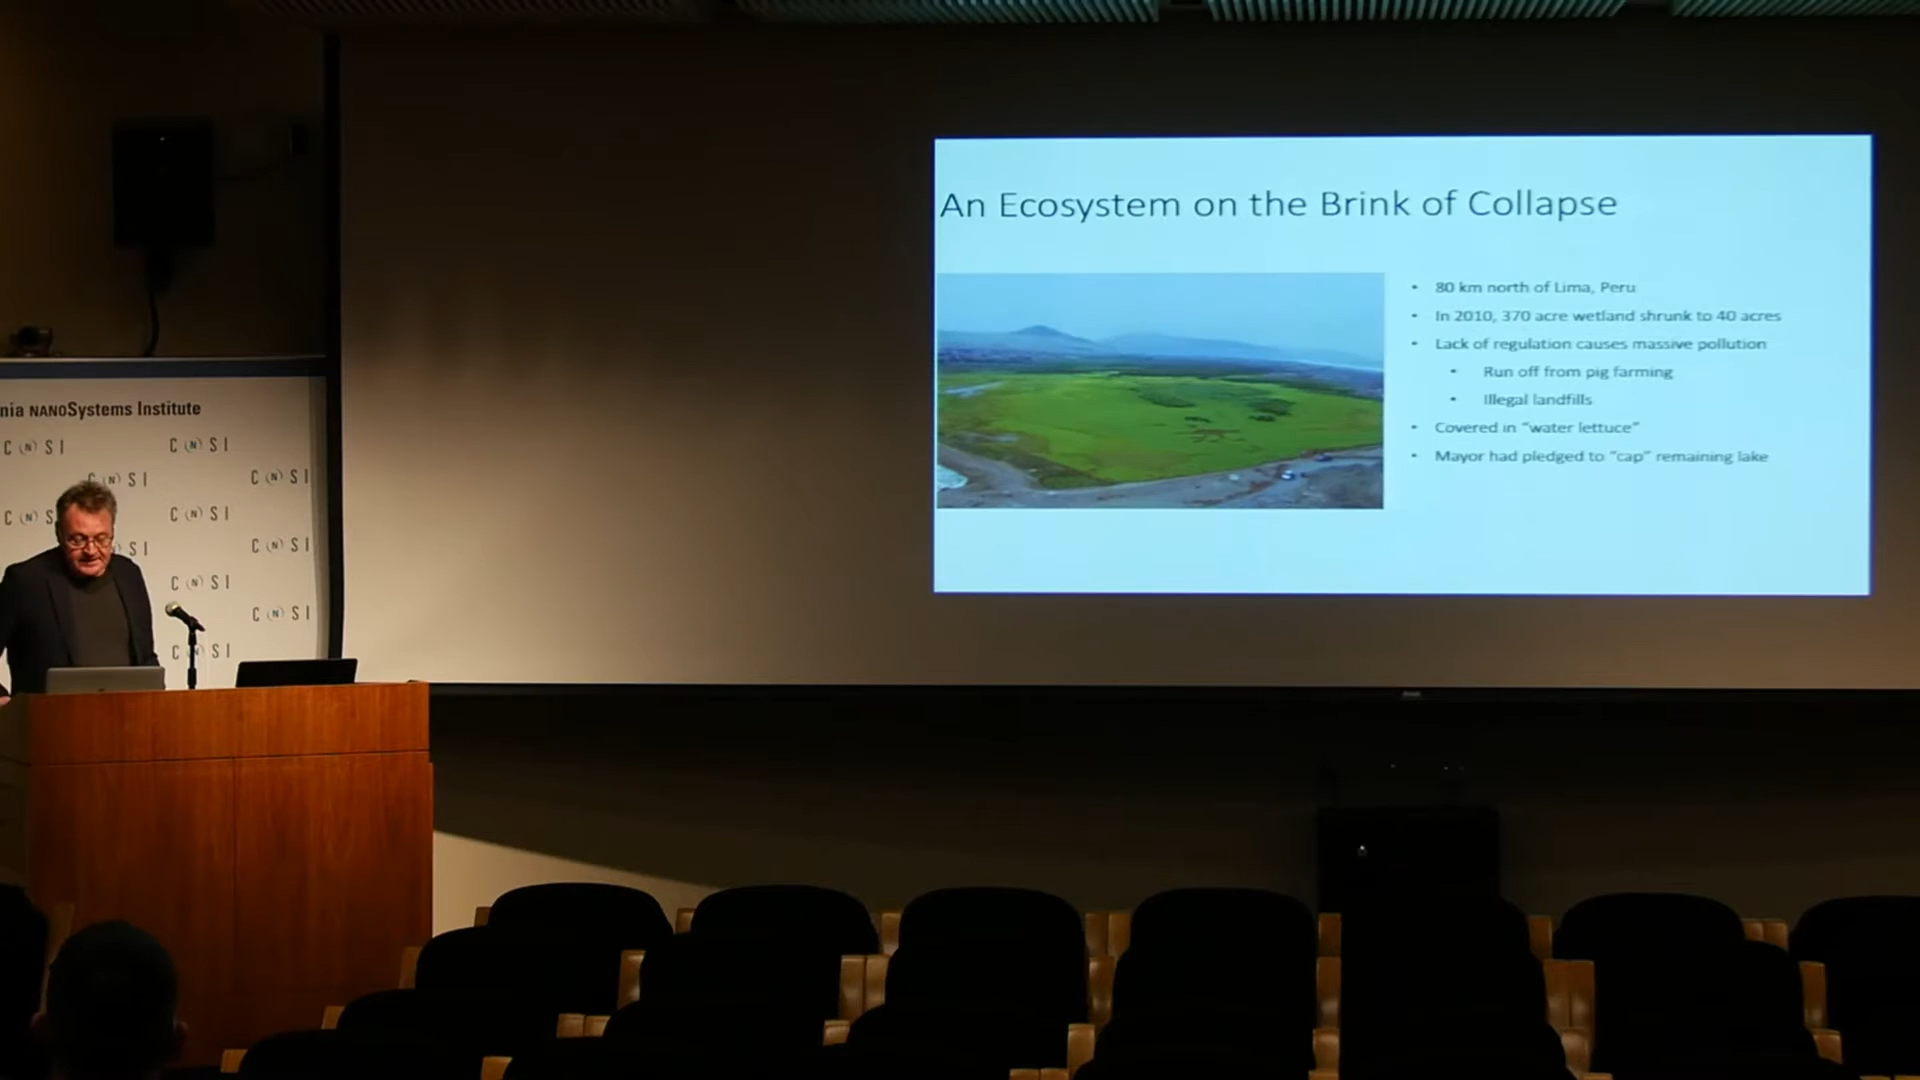 An Ecosystem on the Brink of Collapse
• 80 km north of Lima, Peru
• In 2010, 370 acre wetland shrunk to 40 acres
• Lack of regulation causes massive pollution
• Run off from pig farming
• Illegal landfills
• Covered in "water lettuce"
• Mayor had pledged to "cap" remaining lake
nia NANOSystems Institute
C N S I
C N S I
C N S I
C N S I
C N S
C N S I
S I
C N S I
C N S I
C N S I
C N S I